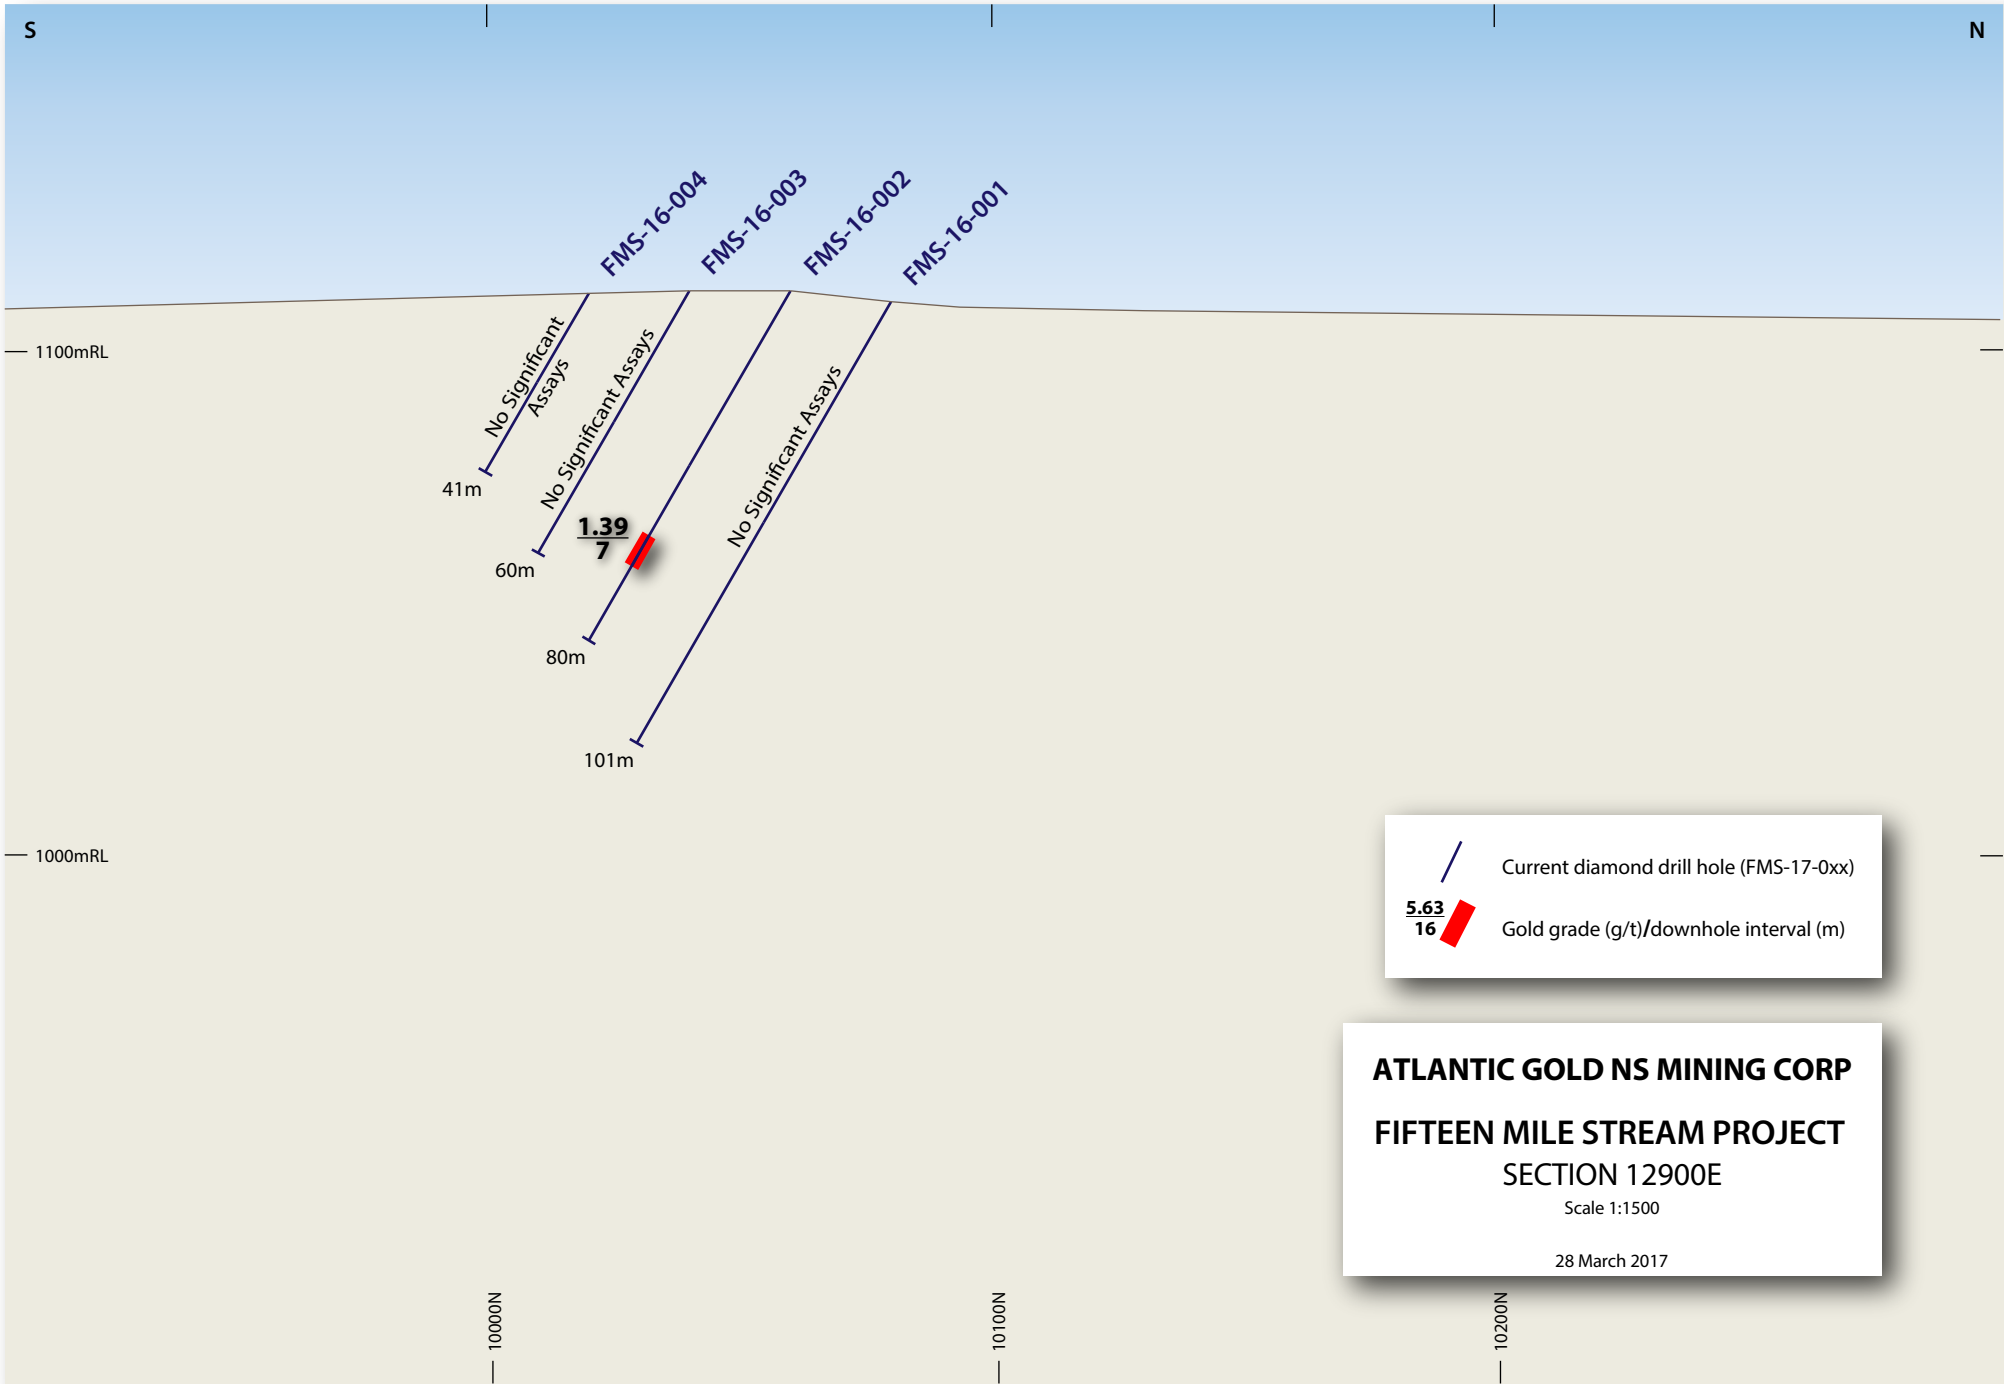 S
N
FMS-16-004
FMS-16-003
FMS-16-002
FMS-16-001
1100mRL
No Significant
Assays
No Significant Assays
No Significant Assays
41m
1.39
7
60m
80m
101m
1000mRL
Current diamond drill hole (FMS-17-0xx)
5.63
16
Gold grade (g/t)/downhole interval (m)
ATLANTIC GOLD NS MINING CORP
FIFTEEN MILE STREAM PROJECT
SECTION 12900E
Scale 1:1500
28 March 2017
10000N
10100N
10200N